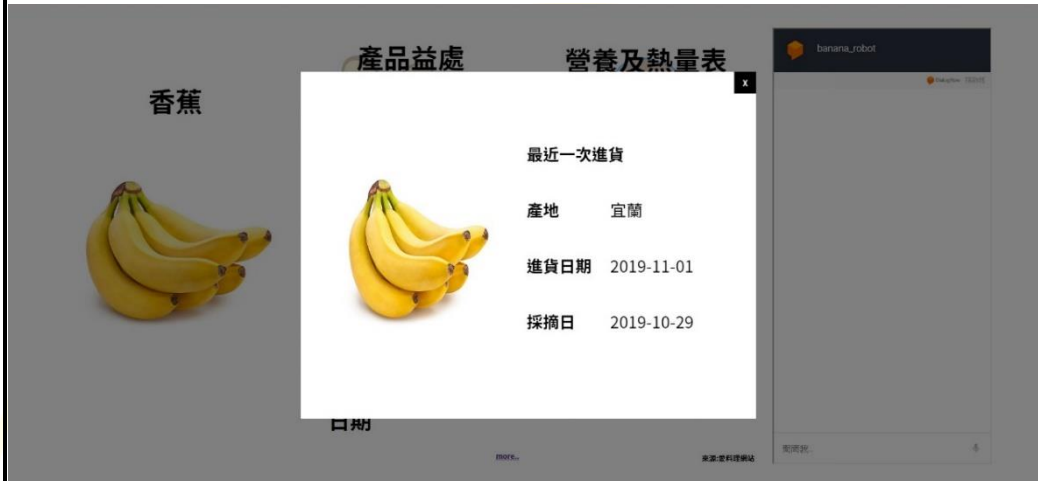 香蕉
產品益處
營養及熱量表
banana_robot
x
最近一次進貨
產地 宜蘭
進貨日期 2019-11-01
採摘日 2019-10-29
日期
more..
來源:愛料理網站